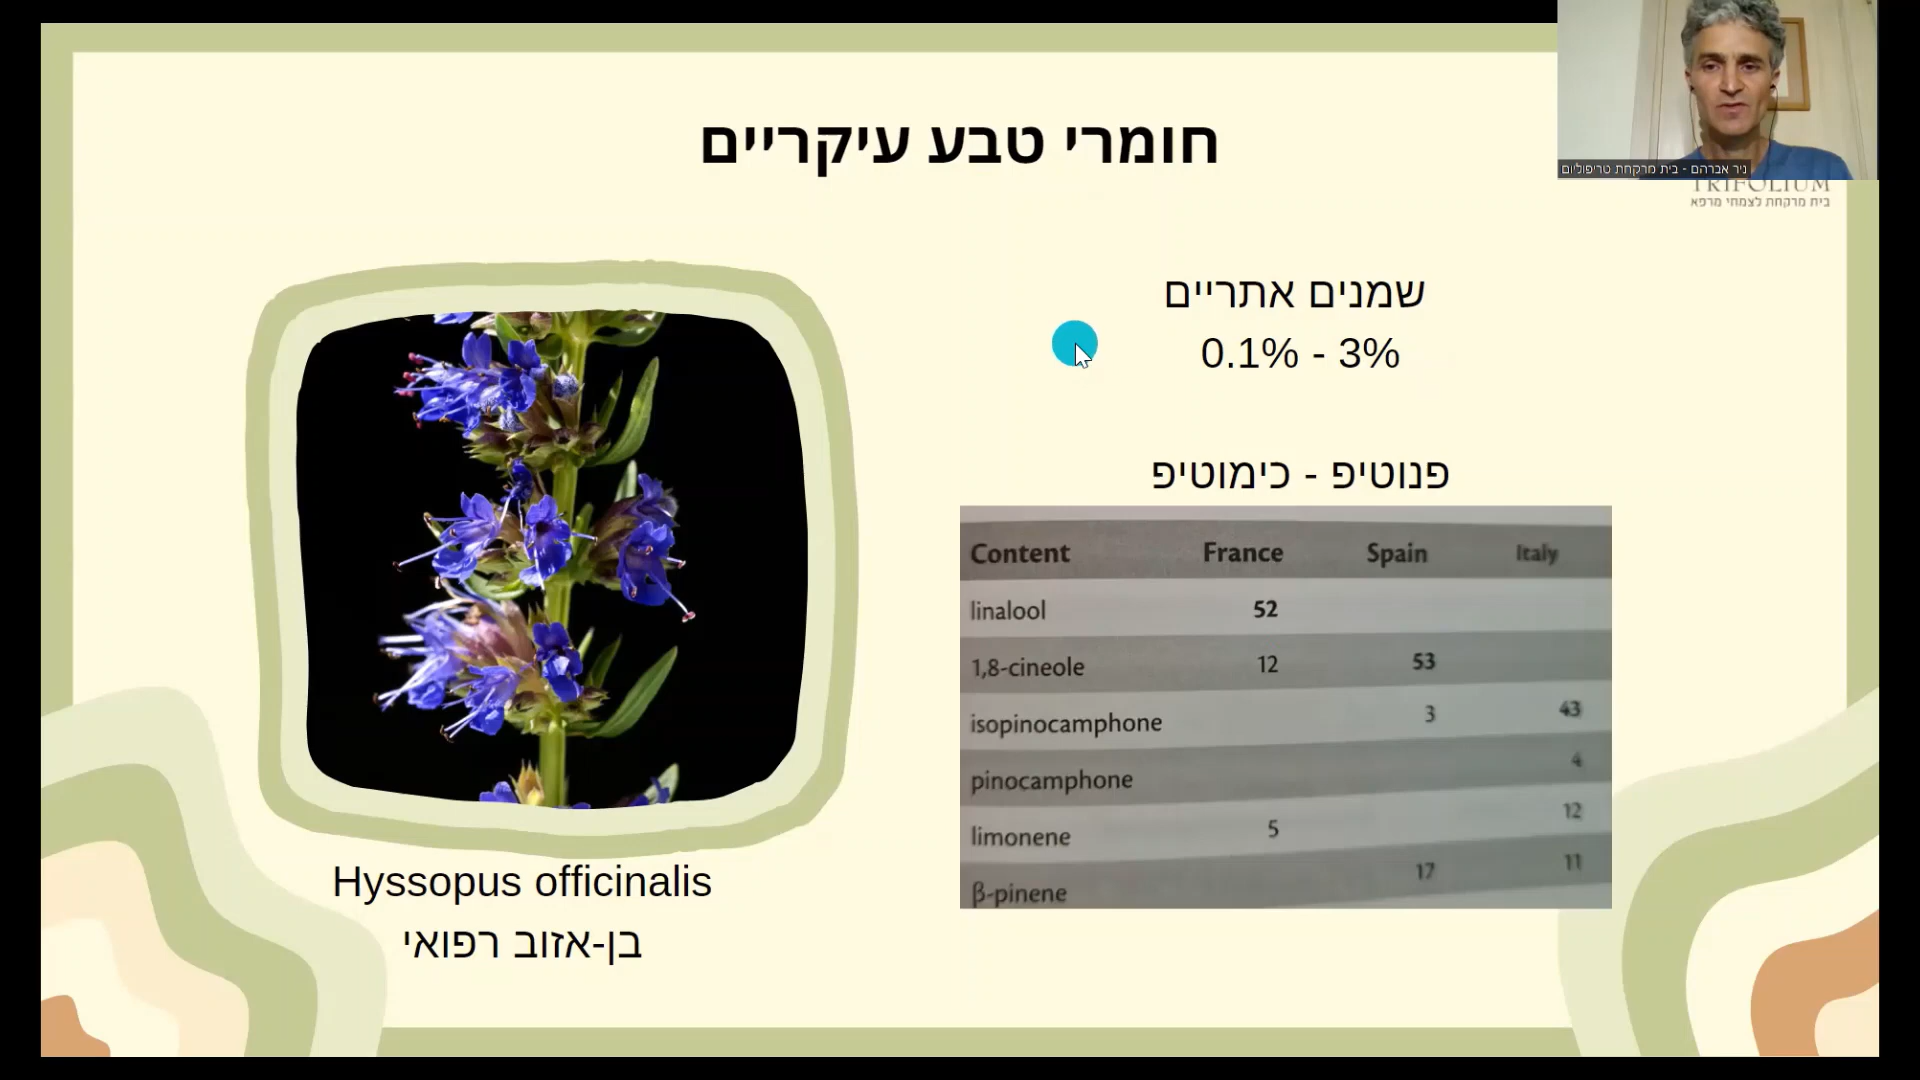 חומרי טבע עיקריים
ניר אברהם - בית מרקחת טריפוליום
TRIFOLIUM
בית מרקחת לצמחי מרפא
שמנים אתריים
0.1% - 3%
פנוטיפ - כימוטיפ
Content France Spain Italy
linalool 52
1,8-cineole 12 53
isopinocamphone 3 43
pinocamphone 4
limonene 5 12
β-pinene 17 11
Hyssopus officinalis
בן-אזוב רפואי